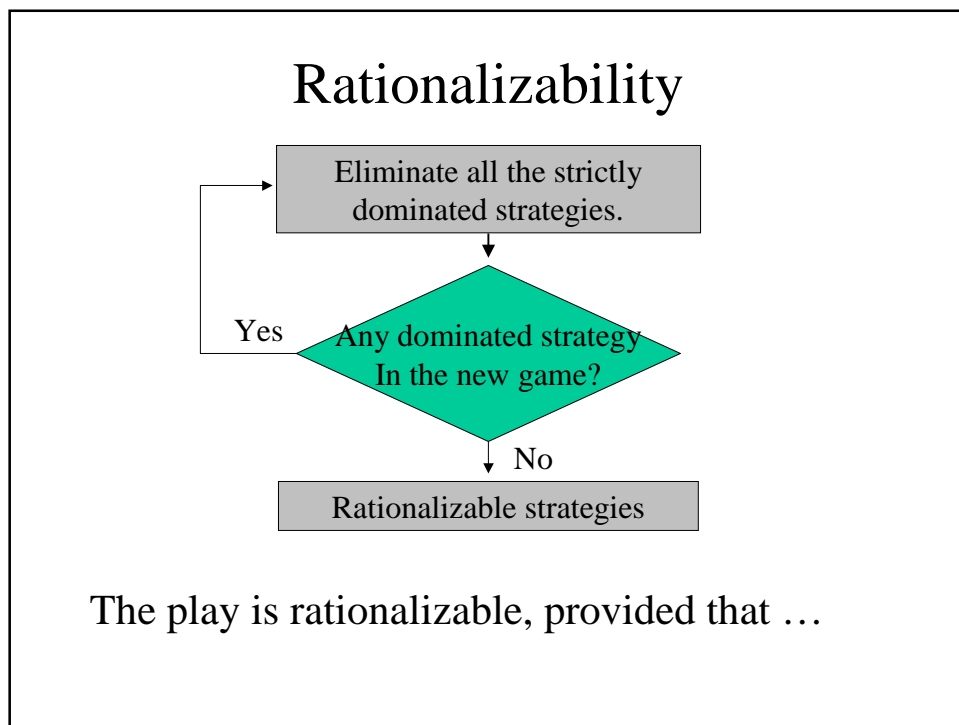 Rationalizability
Eliminate all the strictly
dominated strategies.
Yes
Any dominated strategy
In the new game?
No
Rationalizable strategies
The play is rationalizable, provided that …